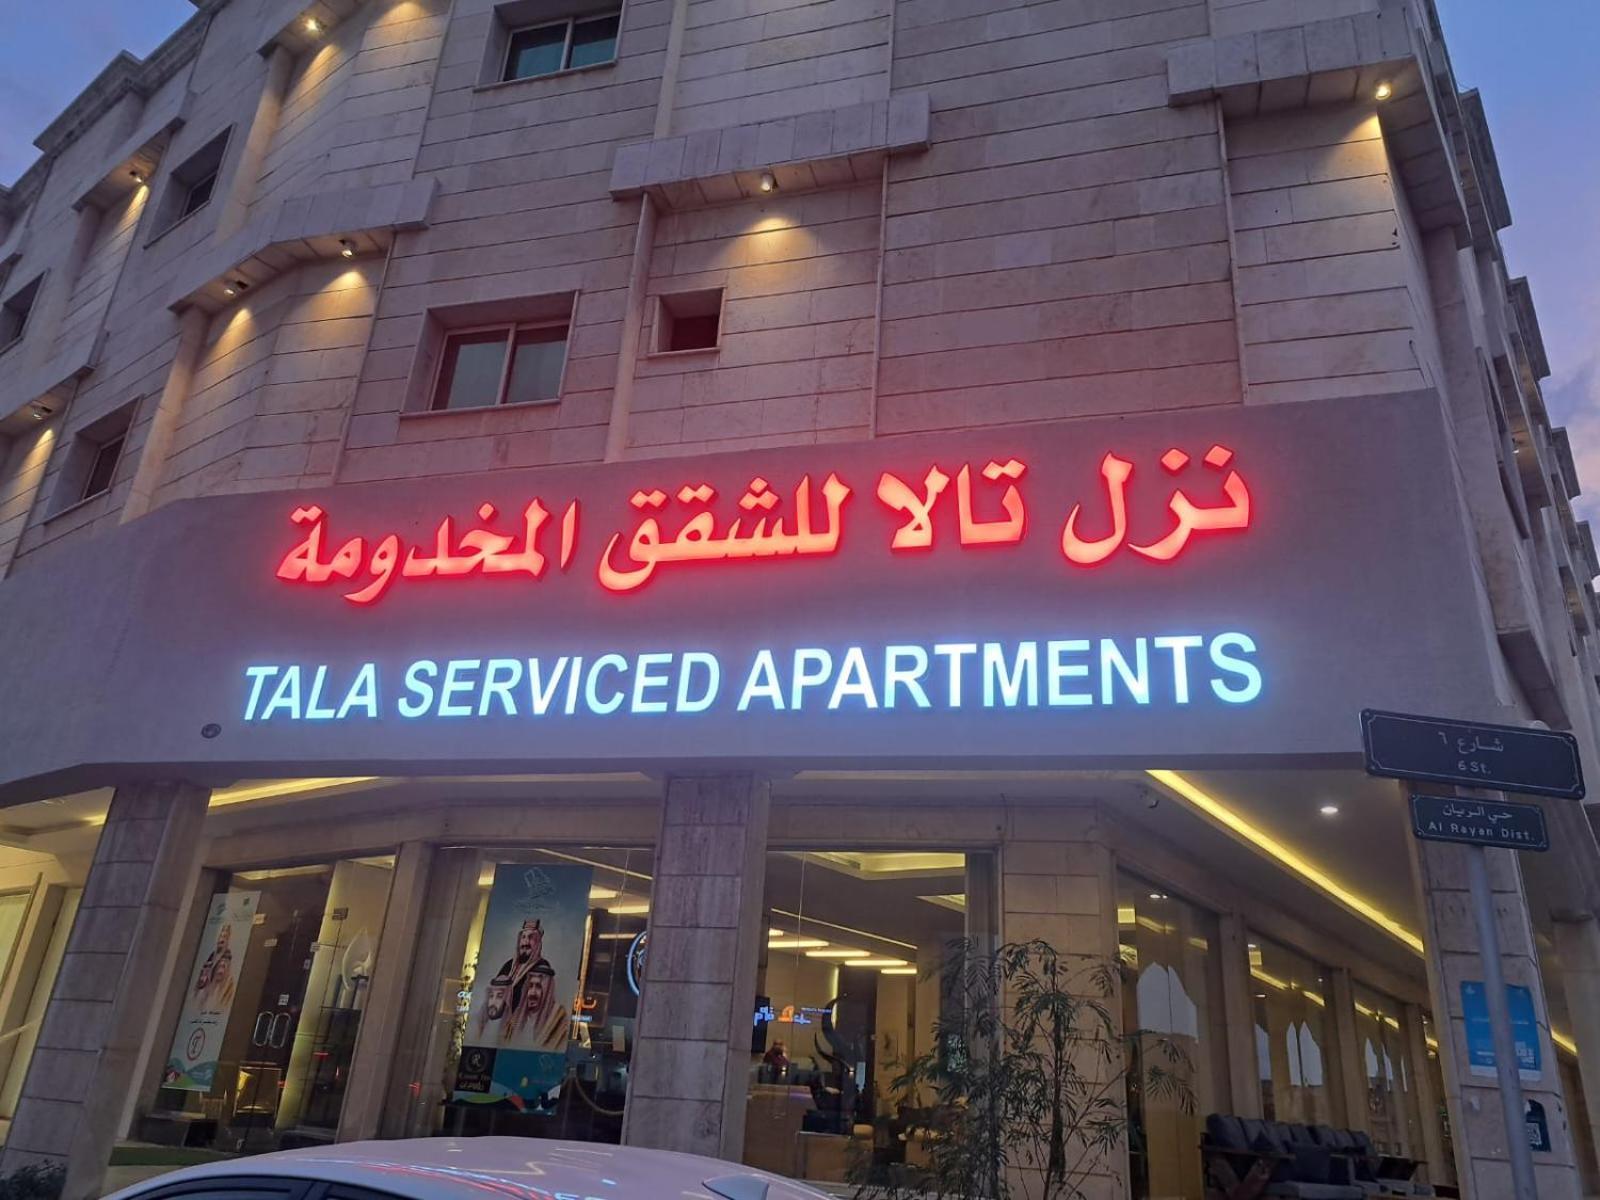 نزل تالا للشقق المخدومة
TALA SERVICED APARTMENTS
شارع ٦
6 St.
حي الريان
Al Rayan Dist.